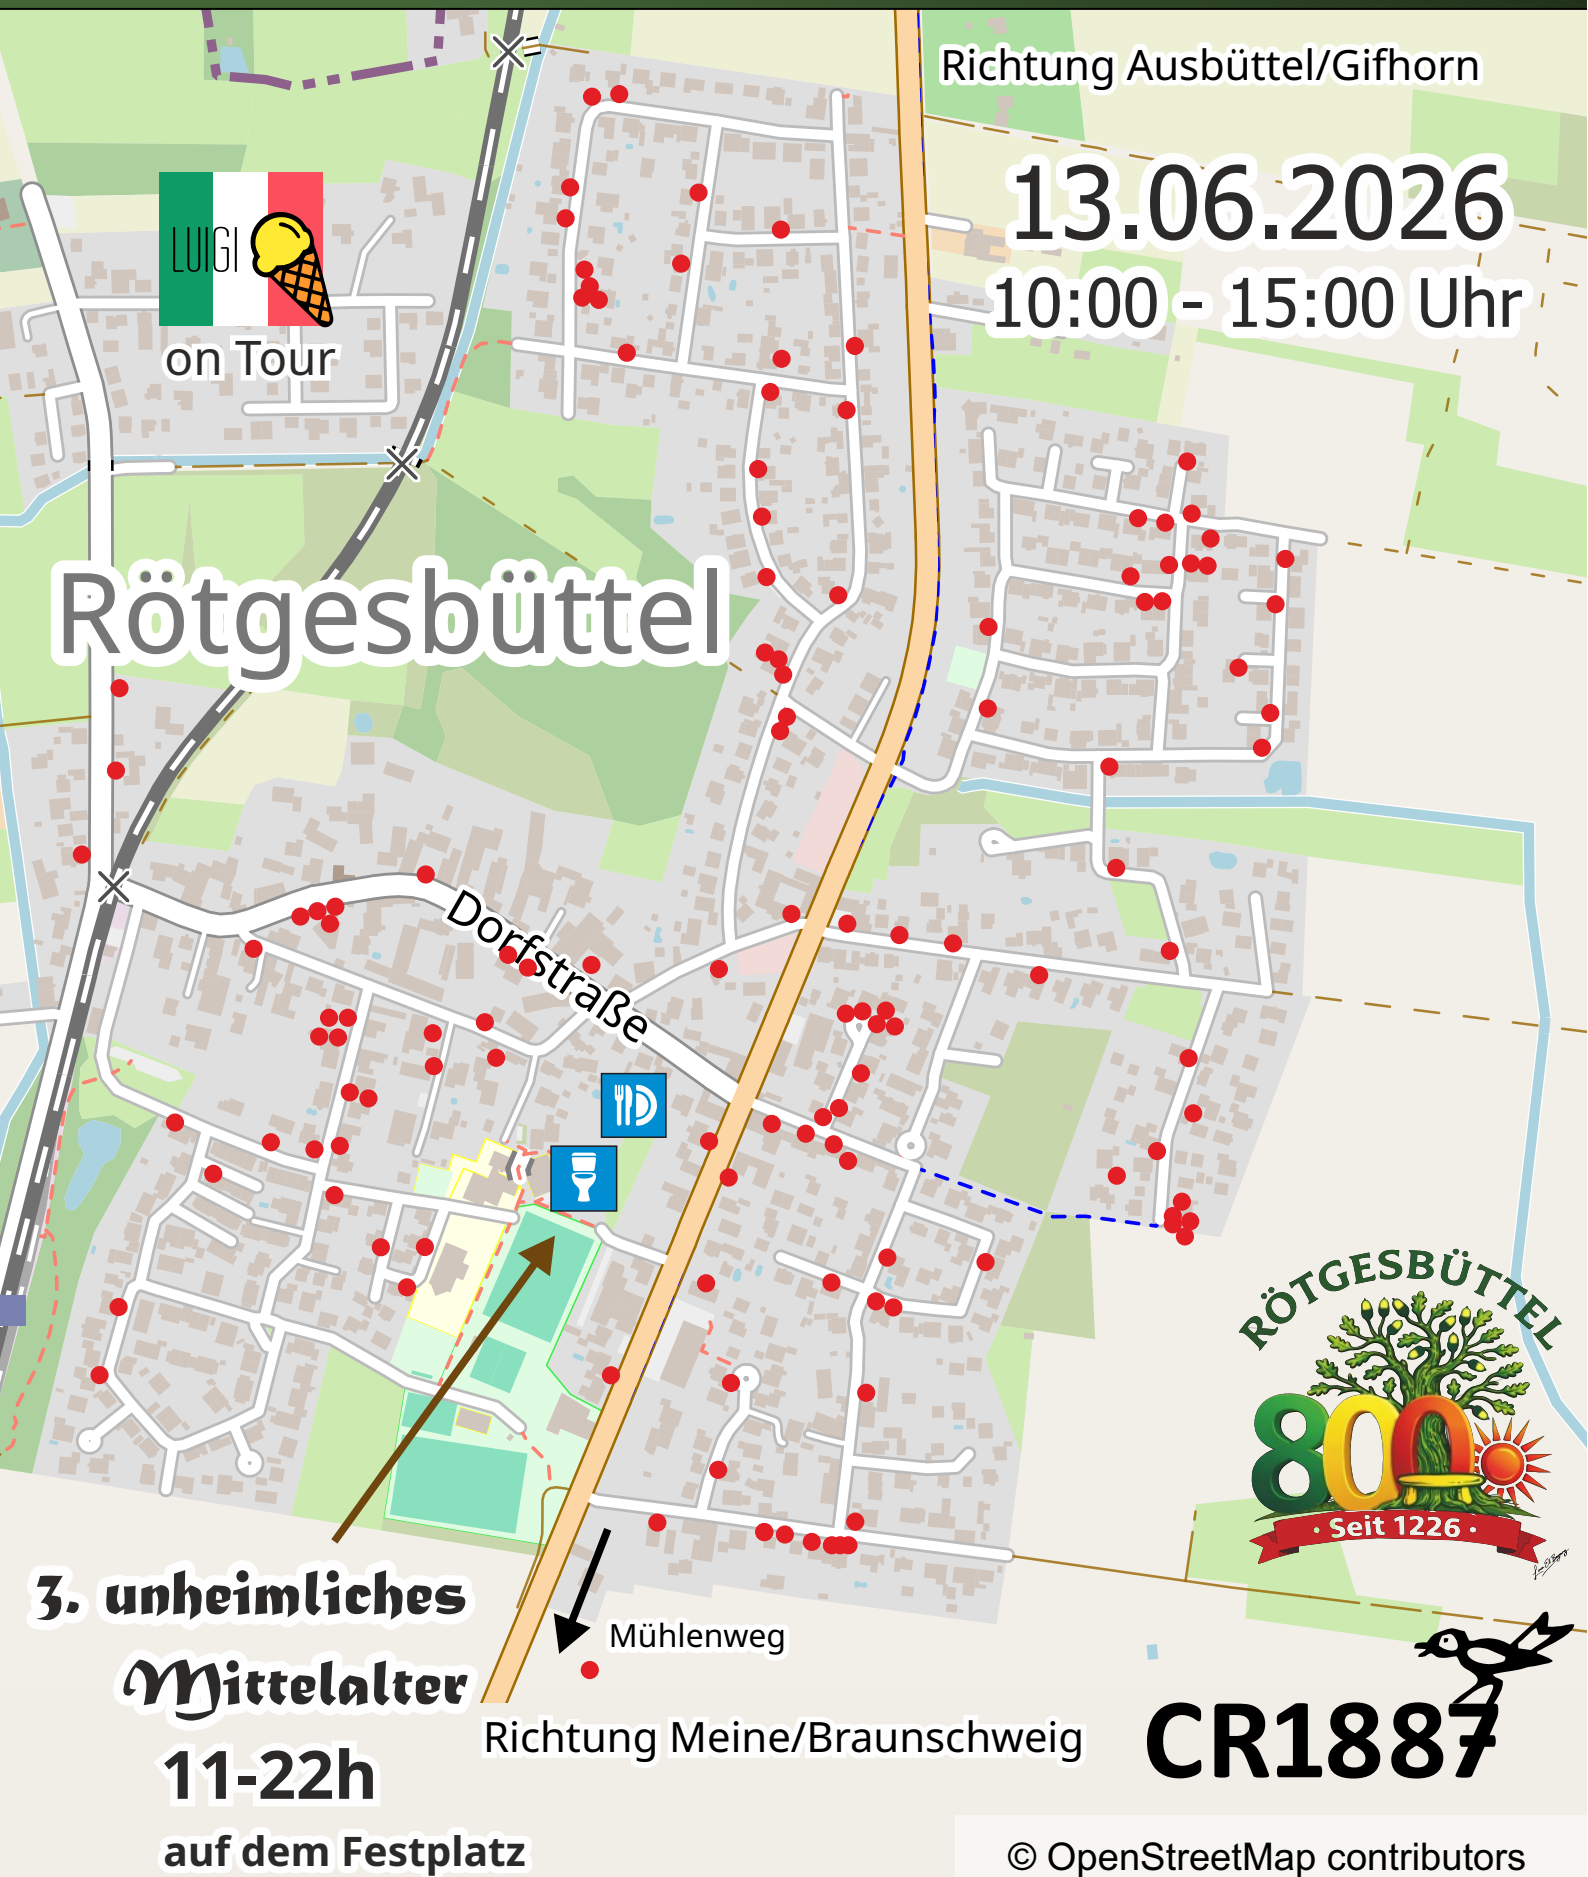 Richtung Ausbüttel/Gifhorn
13.06.2026
10:00 - 15:00 Uhr
LUIGI
on Tour
Rötgesbüttel
Dorfstraße
RÖTGESBÜTTEL
800
· Seit 1226 ·
3. unheimliches
Mittelalter
11-22h
auf dem Festplatz
Mühlenweg
Richtung Meine/Braunschweig
CR1887
© OpenStreetMap contributors